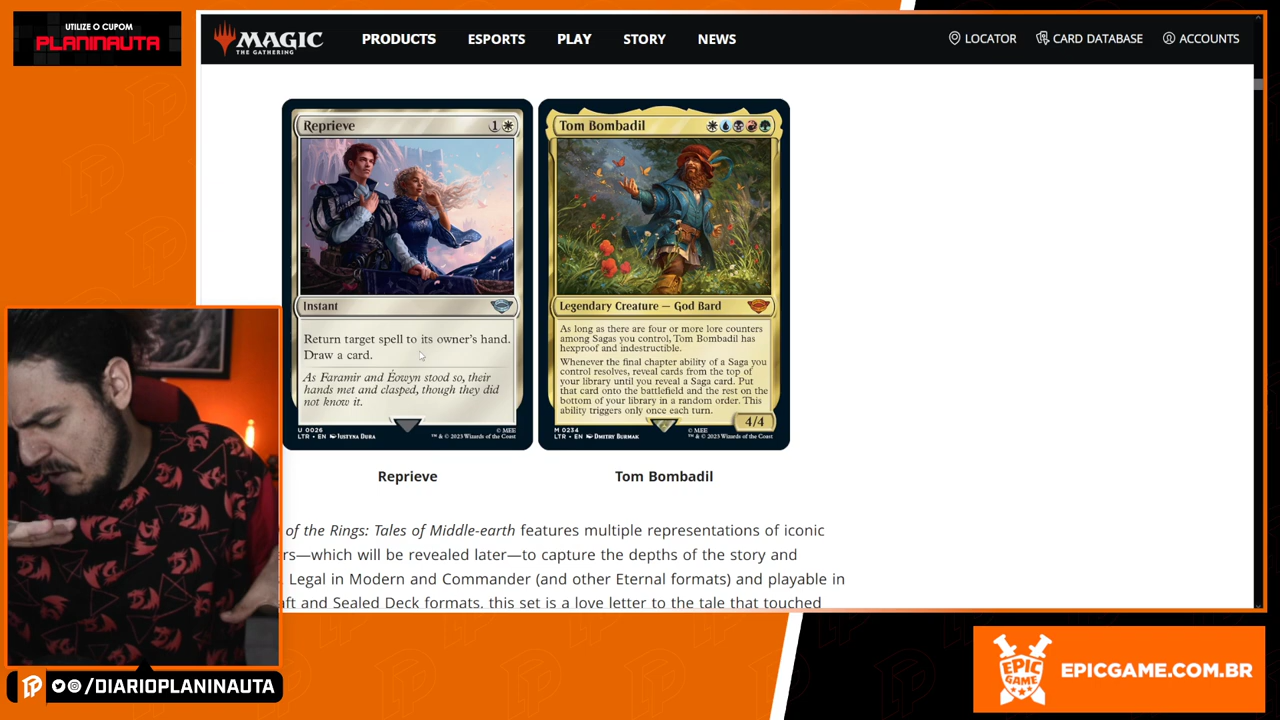 UTILIZE O CUPOM
PLANINAUTA
MAGIC
THE GATHERING
PRODUCTS ESPORTS PLAY STORY NEWS
LOCATOR CARD DATABASE ACCOUNTS
Reprieve 1
Instant
Return target spell to its owner's hand.
Draw a card.
As Faramir and Éowyn stood so, their
hands met and clasped, though they did
not know it.
U 0026
LTR • EN JUSTYNA DURA
© MEE
™ & © 2023 Wizards of the Coast
Tom Bombadil
Legendary Creature — God Bard
As long as there are four or more lore counters
among Sagas you control, Tom Bombadil has
hexproof and indestructible.
Whenever the final chapter ability of a Saga you
control resolves, reveal cards from the top of
your library until you reveal a Saga card. Put
that card onto the battlefield and the rest on the
bottom of your library in a random order. This
ability triggers only once each turn.
4/4
M 0234
LTR • EN DMITRY BURMAK
© MEE
™ & © 2023 Wizards of the Coast
Reprieve
Tom Bombadil
of the Rings: Tales of Middle-earth features multiple representations of iconic
rs—which will be revealed later—to capture the depths of the story and
. Legal in Modern and Commander (and other Eternal formats) and playable in
aft and Sealed Deck formats, this set is a love letter to the tale that touched
/DIARIOPLANINAUTA
EPIC
GAME
EPICGAME.COM.BR